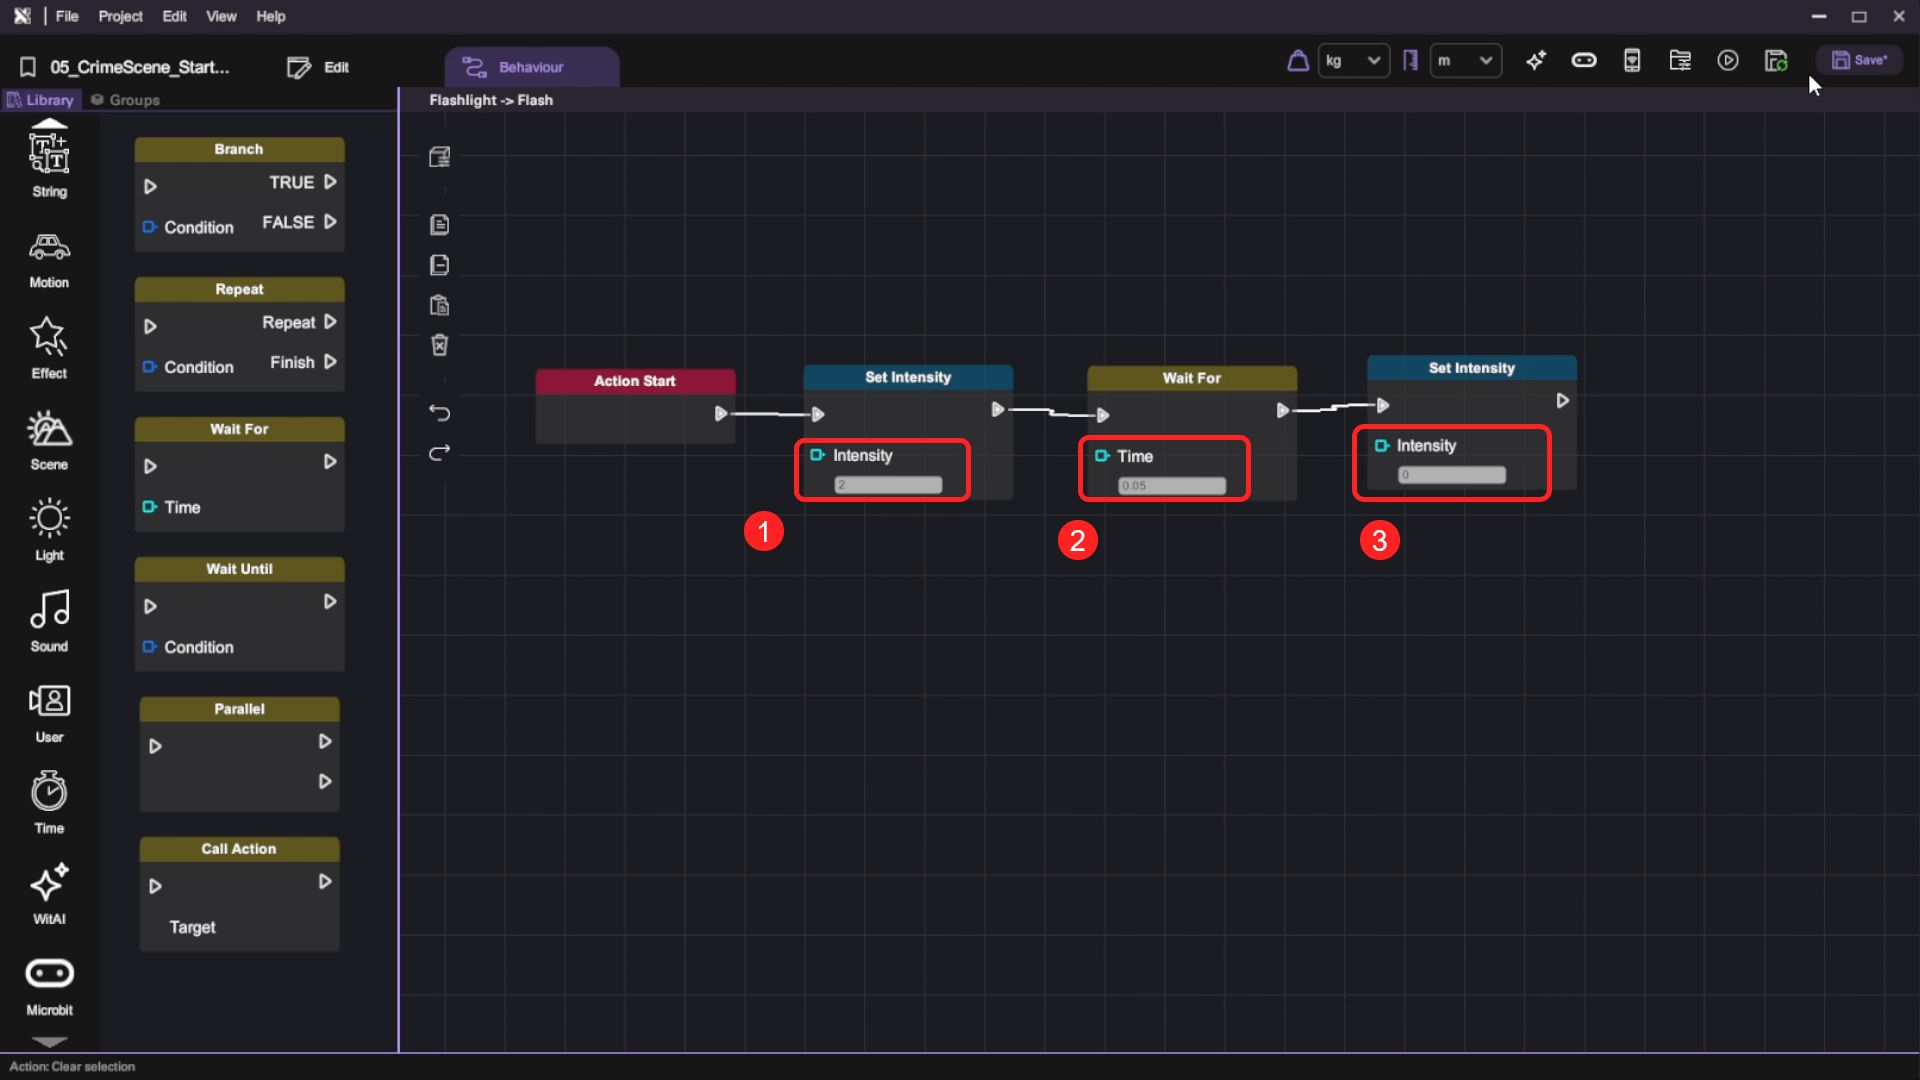 File Project Edit View Help
05_CrimeScene_Start... Edit
Behaviour
kg m Save*
Library Groups
Flashlight -> Flash
String
Motion
Effect
Scene
Light
Sound
User
Time
WitAI
Microbit
Branch
TRUE
Condition FALSE
Repeat
Repeat
Condition Finish
Wait For
Time
Wait Until
Condition
Parallel
Call Action
Target
Action Start
Set Intensity
Intensity
2
Wait For
Time
0.05
Set Intensity
Intensity
0
1
2
3
Action: Clear selection